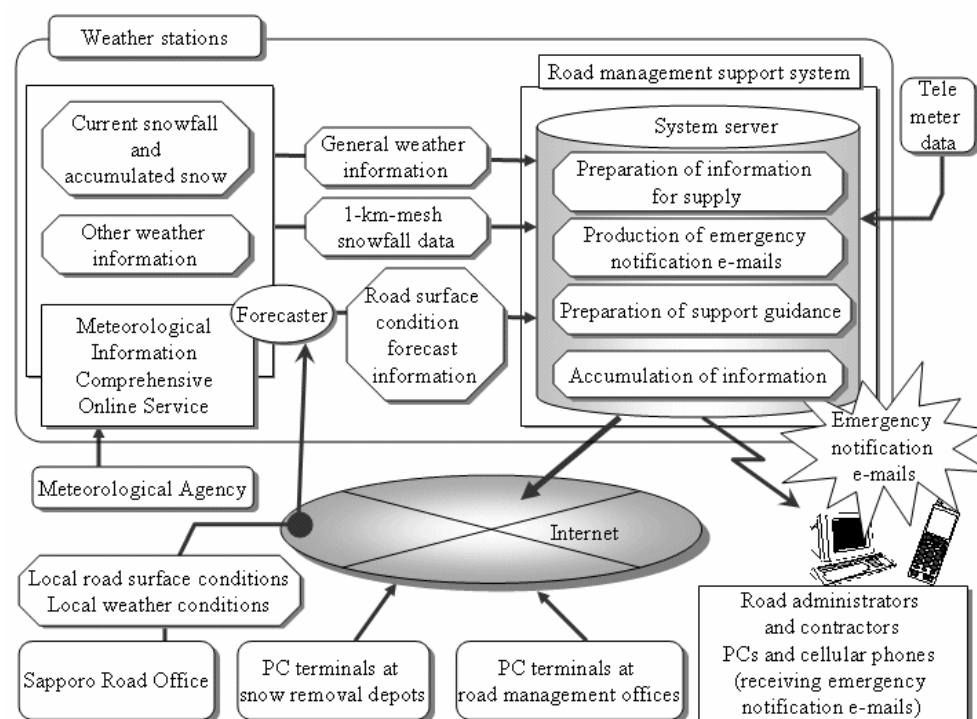 Weather stations
Road management support system
Tele
meter
data
Current snowfall
and
accumulated snow
General weather
information
System server
Preparation of information
for supply
Other weather
information
1-km-mesh
snowfall data
Production of emergency
notification e-mails
Forecaster
Road surface
condition
forecast
information
Preparation of support guidance
Meteorological
Information
Comprehensive
Online Service
Accumulation of information
Emergency
notification
e-mails
Meteorological Agency
Internet
Local road surface conditions
Local weather conditions
Sapporo Road Office
PC terminals at
snow removal depots
PC terminals at
road management offices
Road administrators
and contractors
PCs and cellular phones
(receiving emergency
notification e-mails)